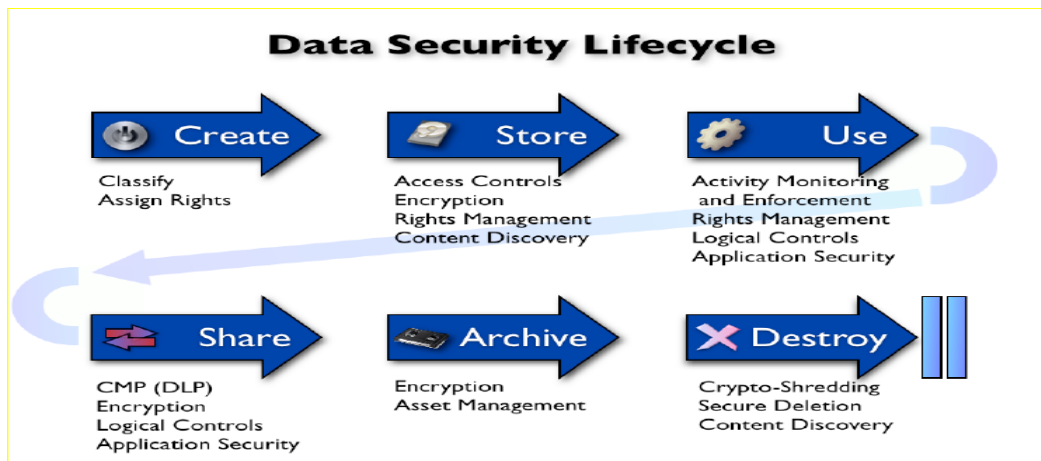 Data Security Lifecycle
Create
Classify
Assign Rights
Store
Access Controls
Encryption
Rights Management
Content Discovery
Use
Activity Monitoring
and Enforcement
Rights Management
Logical Controls
Application Security
Share
CMP (DLP)
Encryption
Logical Controls
Application Security
Archive
Encryption
Asset Management
Destroy
Crypto-Shredding
Secure Deletion
Content Discovery